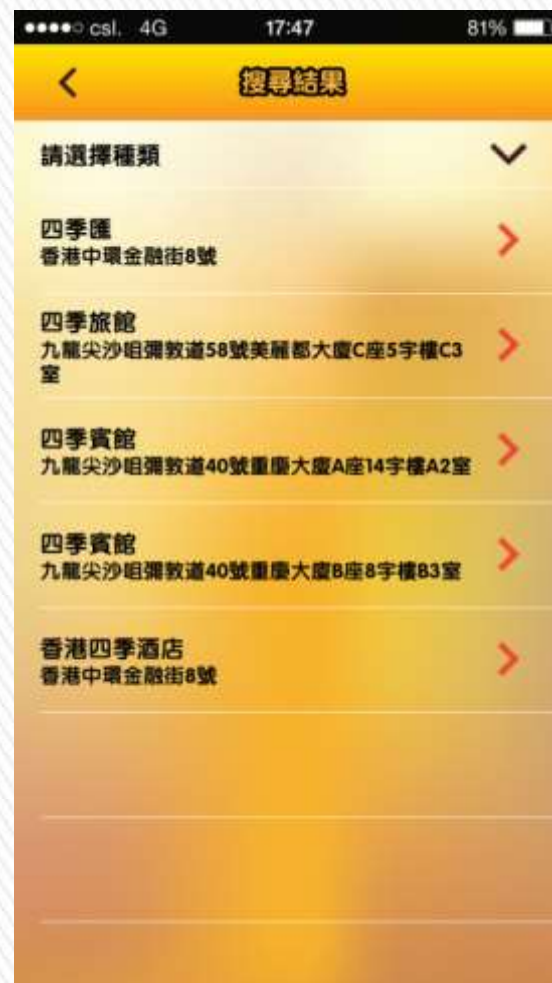 csl. 4G 17:47 81%
搜尋結果
請選擇種類
四季匯
香港中環金融街8號
四季旅館
九龍尖沙咀彌敦道58號美麗都大廈C座5字樓C3
室
四季賓館
九龍尖沙咀彌敦道40號重慶大廈A座14字樓A2室
四季賓館
九龍尖沙咀彌敦道40號重慶大廈B座8字樓B3室
香港四季酒店
香港中環金融街8號